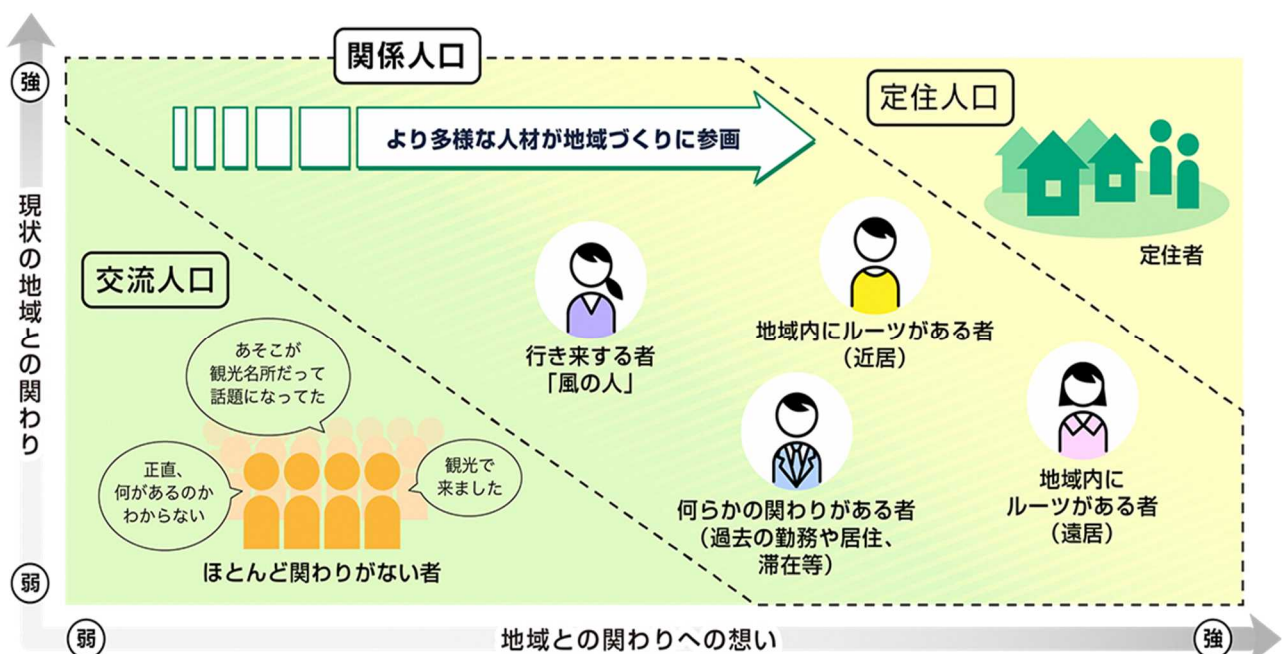 関係人口
強
定住人口
より多様な人材が地域づくりに参画
現状の地域との関わり
定住者
交流人口
地域内にルーツがある者
(近居)
行き来する者
「風の人」
あそこが
観光名所だって
話題になってた
正直、
何があるのか
わからない
観光で
来ました
地域内に
ルーツがある者
(遠居)
何らかの関わりがある者
(過去の勤務や居住、
滞在等)
ほとんど関わりがない者
弱
弱
地域との関わりへの想い
強